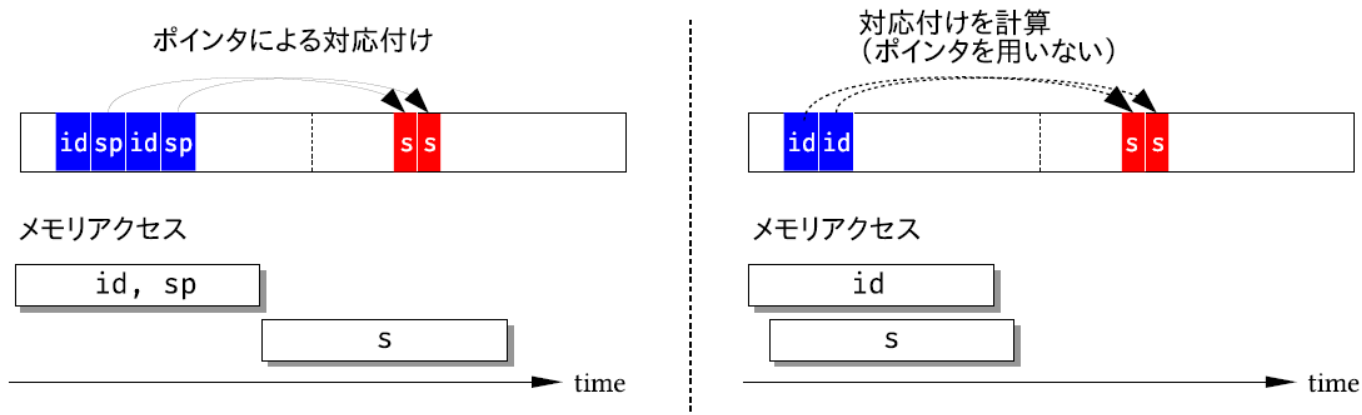 ポインタによる対応付け
id sp id sp s s
メモリアクセス
id, sp
s
time
対応付けを計算
（ポインタを用いない）
id id s s
メモリアクセス
id
s
time